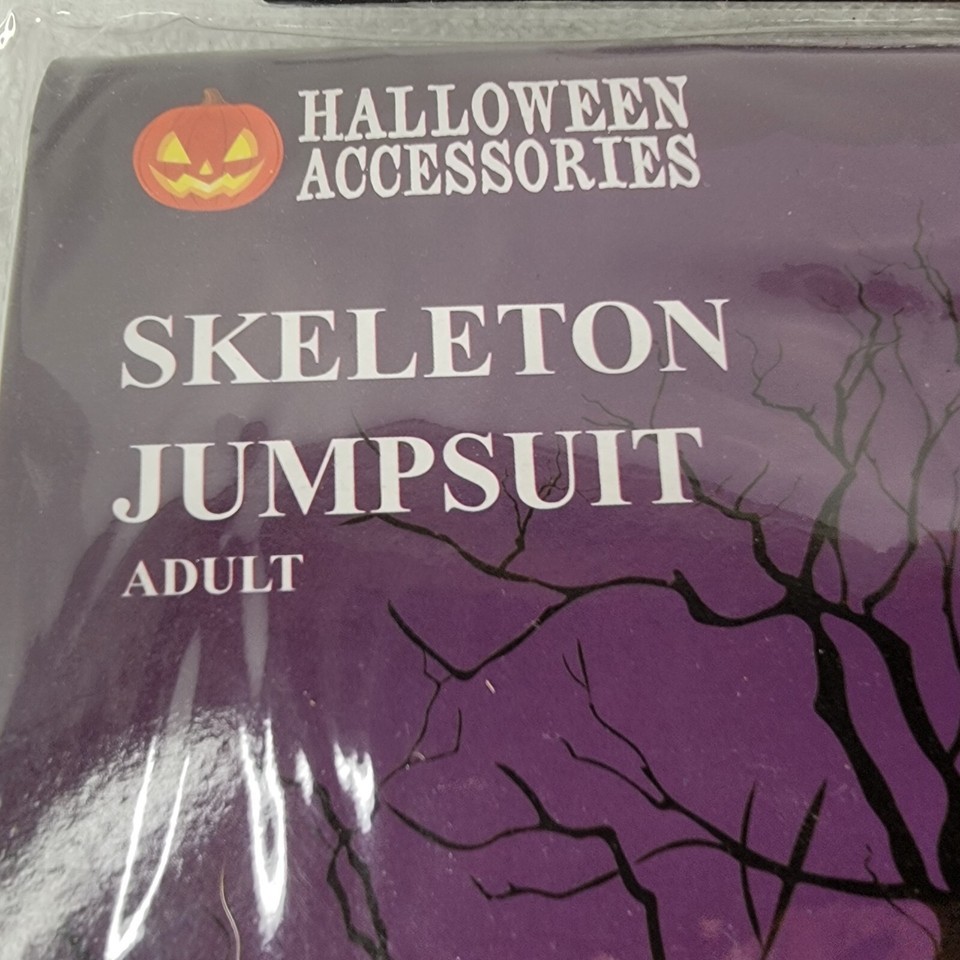 HALLOWEEN
ACCESSORIES
SKELETON
JUMPSUIT
ADULT